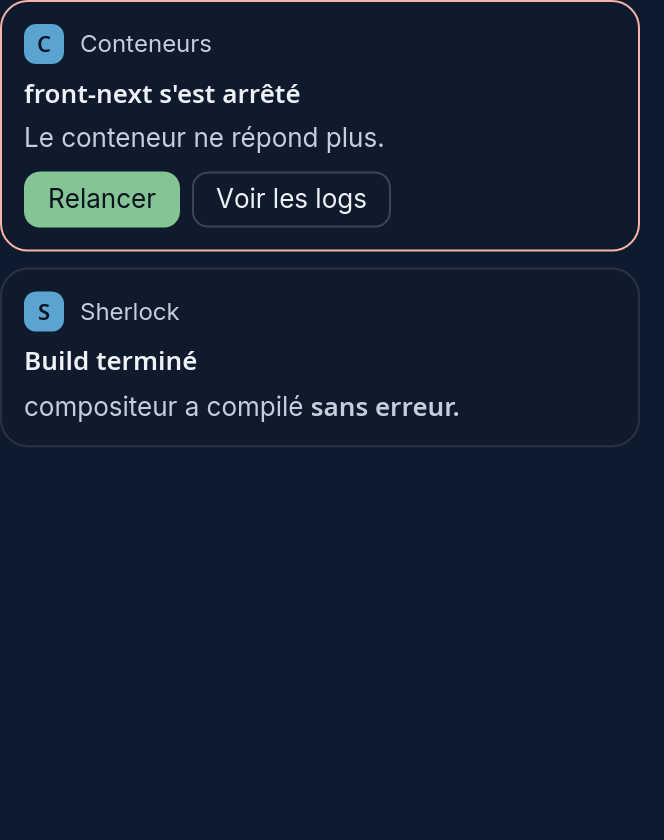 C Conteneurs
front-next s'est arrêté
Le conteneur ne répond plus.
Relancer Voir les logs
S Sherlock
Build terminé
compositeur a compilé sans erreur.